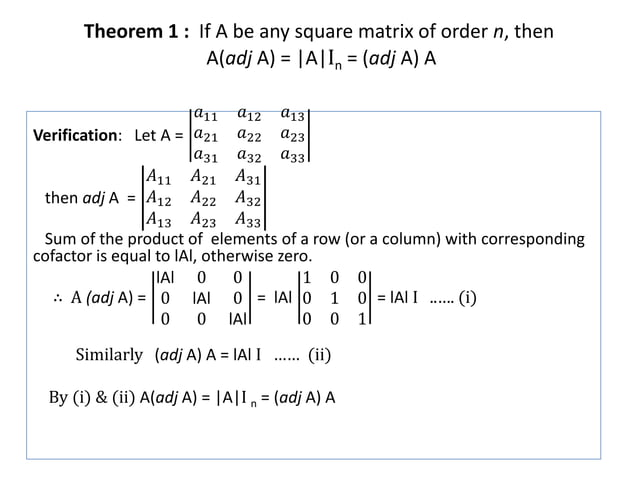 Theorem 1 : If A be any square matrix of order n, then
A(adj A) = |A|Iₙ = (adj A) A
Verification: Let A = |a₁₁ a₁₂ a₁₃|
|a₂₁ a₂₂ a₂₃|
|a₃₁ a₃₂ a₃₃|
then adj A = |A₁₁ A₂₁ A₃₁|
|A₁₂ A₂₂ A₃₂|
|A₁₃ A₂₃ A₃₃|
Sum of the product of elements of a row (or a column) with corresponding
cofactor is equal to lAl, otherwise zero.
∴ A (adj A) = |lAl 0 0| = lAl |1 0 0| = lAl I ...... (i)
|0 lAl 0| |0 1 0|
|0 0 lAl| |0 0 1|
Similarly (adj A) A = lAl I ...... (ii)
By (i) & (ii) A(adj A) = |A|I ₙ = (adj A) A